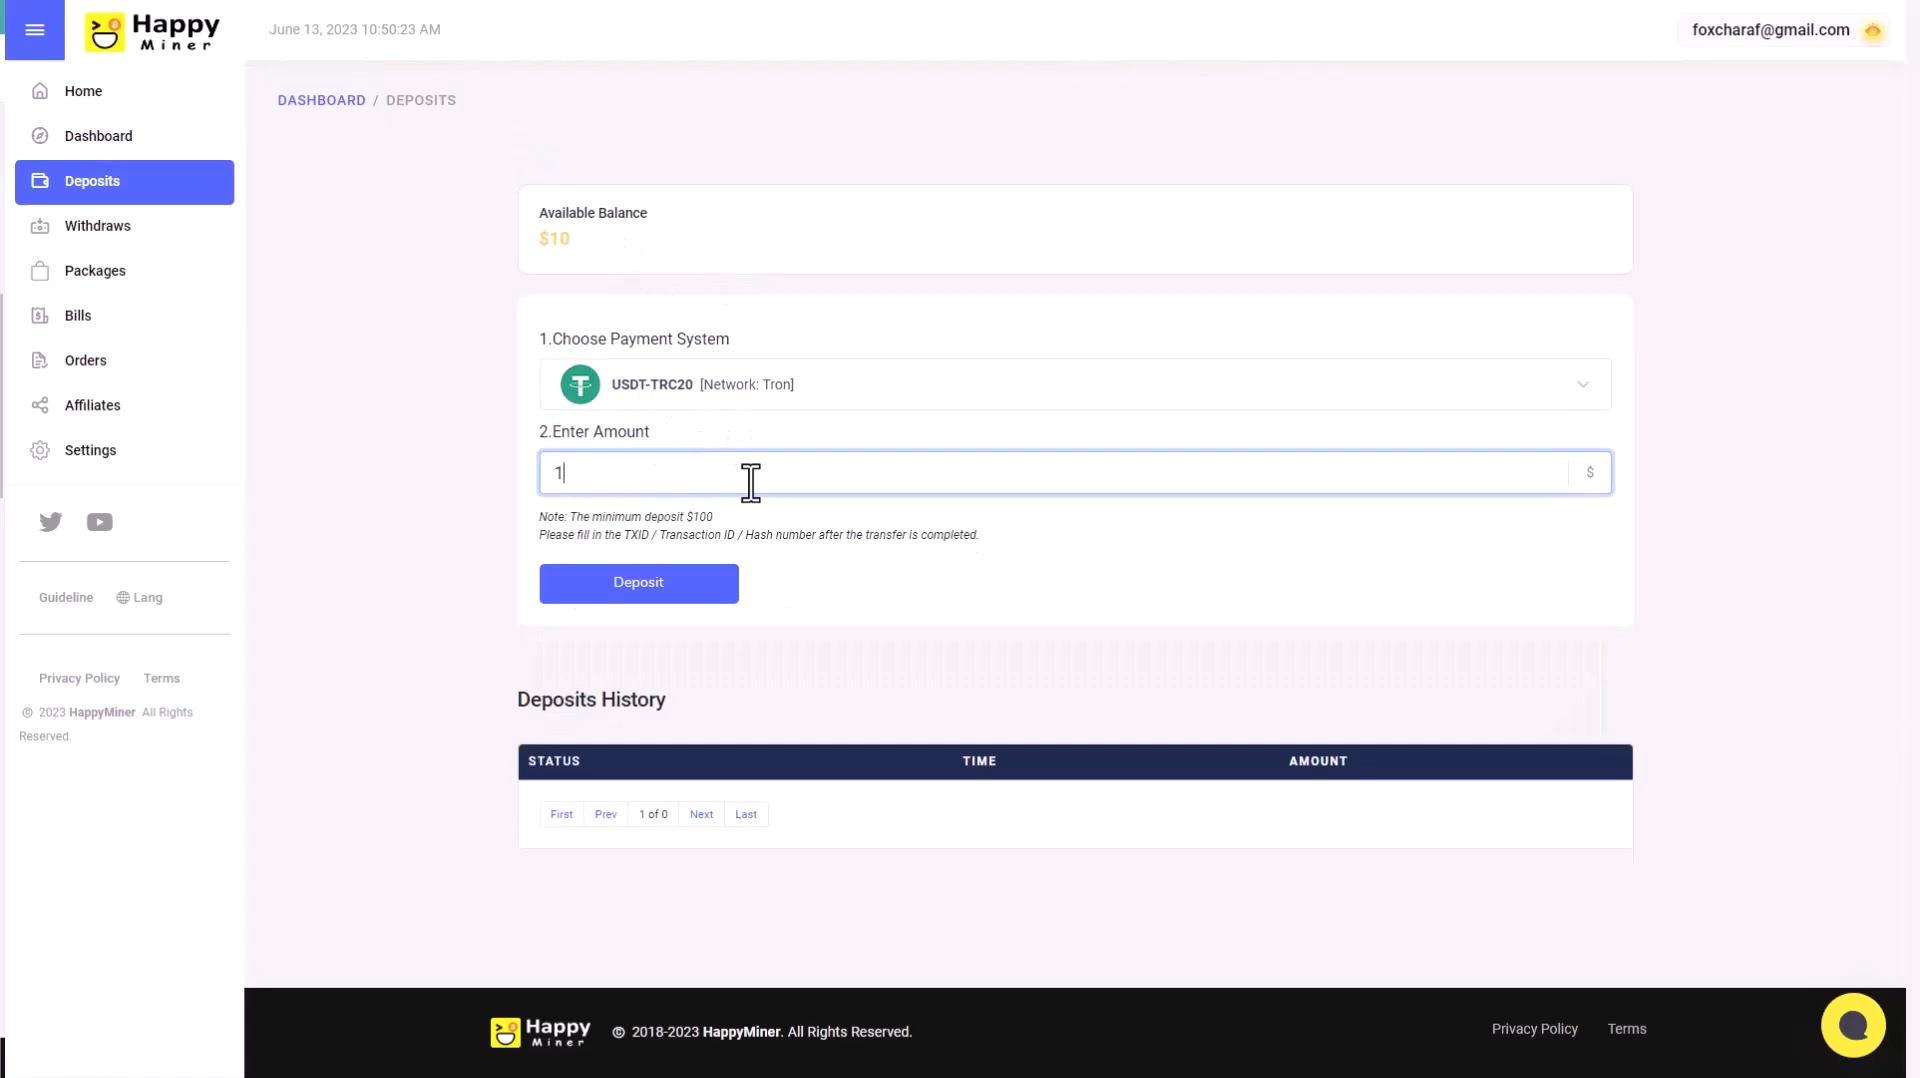 Happy
Miner
June 13, 2023 10:50:23 AM
foxcharaf@gmail.com
Home
Dashboard
Deposits
Withdraws
Packages
Bills
Orders
Affiliates
Settings
Guideline
Lang
Privacy Policy
Terms
© 2023 HappyMiner. All Rights
Reserved.
DASHBOARD / DEPOSITS
Available Balance
$10
1.Choose Payment System
USDT-TRC20 [Network: Tron]
2.Enter Amount
1
$
Note: The minimum deposit $100
Please fill in the TXID / Transaction ID / Hash number after the transfer is completed.
Deposit
Deposits History
STATUS TIME AMOUNT
First Prev 1 of 0 Next Last
Happy
Miner
© 2018-2023 HappyMiner. All Rights Reserved.
Privacy Policy Terms